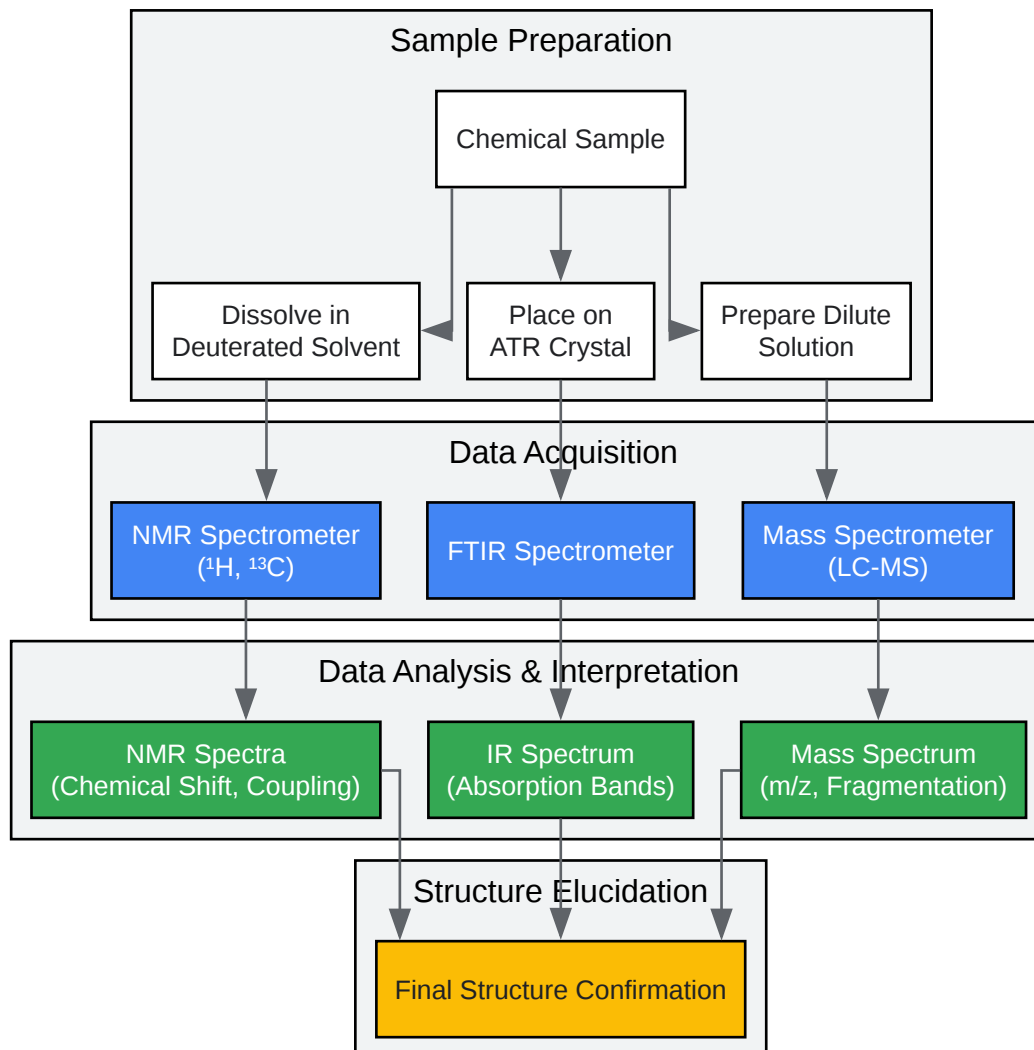 Sample Preparation
Chemical Sample
Dissolve in
Deuterated Solvent
Place on
ATR Crystal
Prepare Dilute
Solution
Data Acquisition
NMR Spectrometer
(¹H, ¹³C)
FTIR Spectrometer
Mass Spectrometer
(LC-MS)
Data Analysis & Interpretation
NMR Spectra
(Chemical Shift, Coupling)
IR Spectrum
(Absorption Bands)
Mass Spectrum
(m/z, Fragmentation)
Structure Elucidation
Final Structure Confirmation